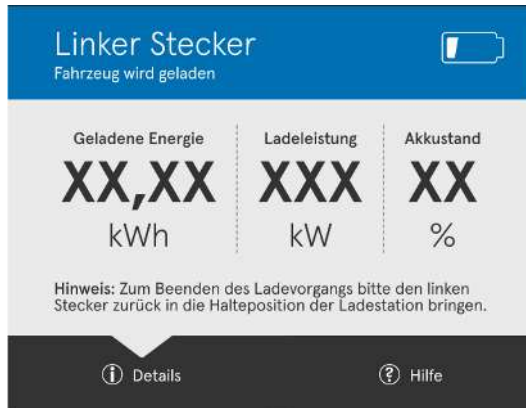 Linker Stecker
Fahrzeug wird geladen
Geladene Energie
XX,XX
kWh
Ladeleistung
XXX
kW
Akkustand
XX
%
Hinweis: Zum Beenden des Ladevorgangs bitte den linken
Stecker zurück in die Halteposition der Ladestation bringen.
Details
Hilfe